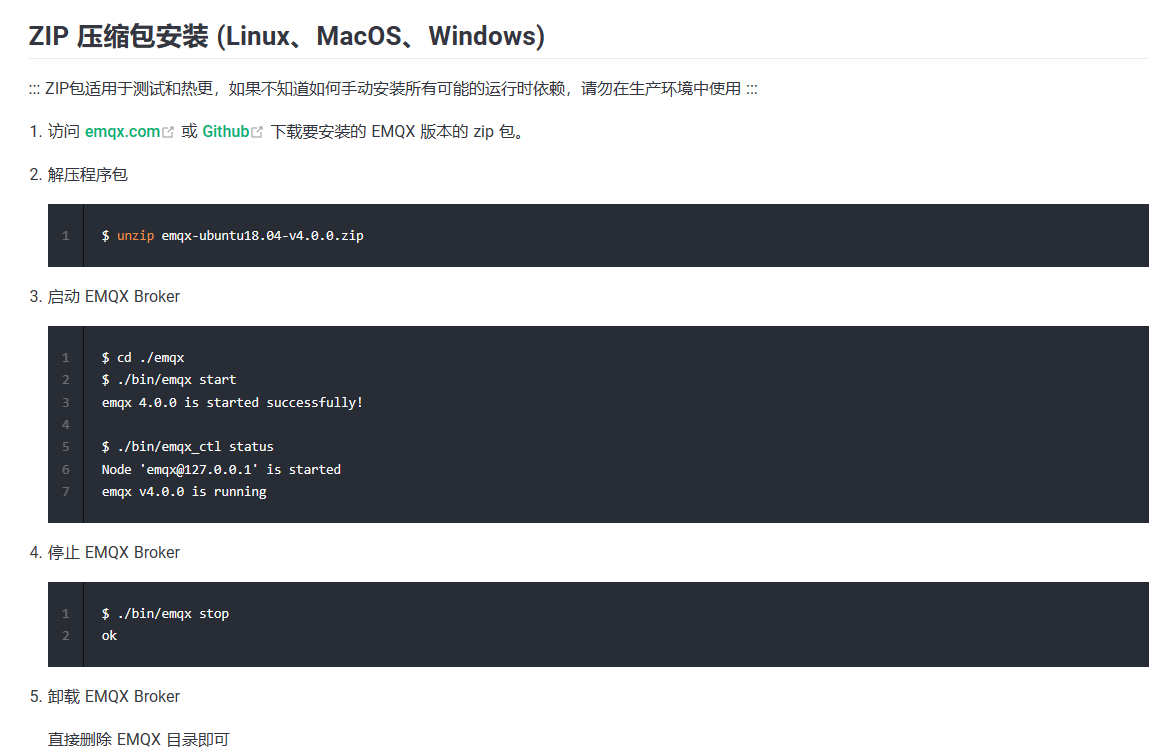 ZIP 压缩包安装 (Linux、MacOS、Windows)
::: ZIP包适用于测试和热更，如果不知道如何手动安装所有可能的运行时依赖，请勿在生产环境中使用 :::
1. 访问 emqx.com 或 Github 下载要安装的 EMQX 版本的 zip 包。
2. 解压程序包
1 $ unzip emqx-ubuntu18.04-v4.0.0.zip
3. 启动 EMQX Broker
1 $ cd ./emqx
2 $ ./bin/emqx start
3 emqx 4.0.0 is started successfully!
4
5 $ ./bin/emqx_ctl status
6 Node 'emqx@127.0.0.1' is started
7 emqx v4.0.0 is running
4. 停止 EMQX Broker
1 $ ./bin/emqx stop
2 ok
5. 卸载 EMQX Broker
直接删除 EMQX 目录即可